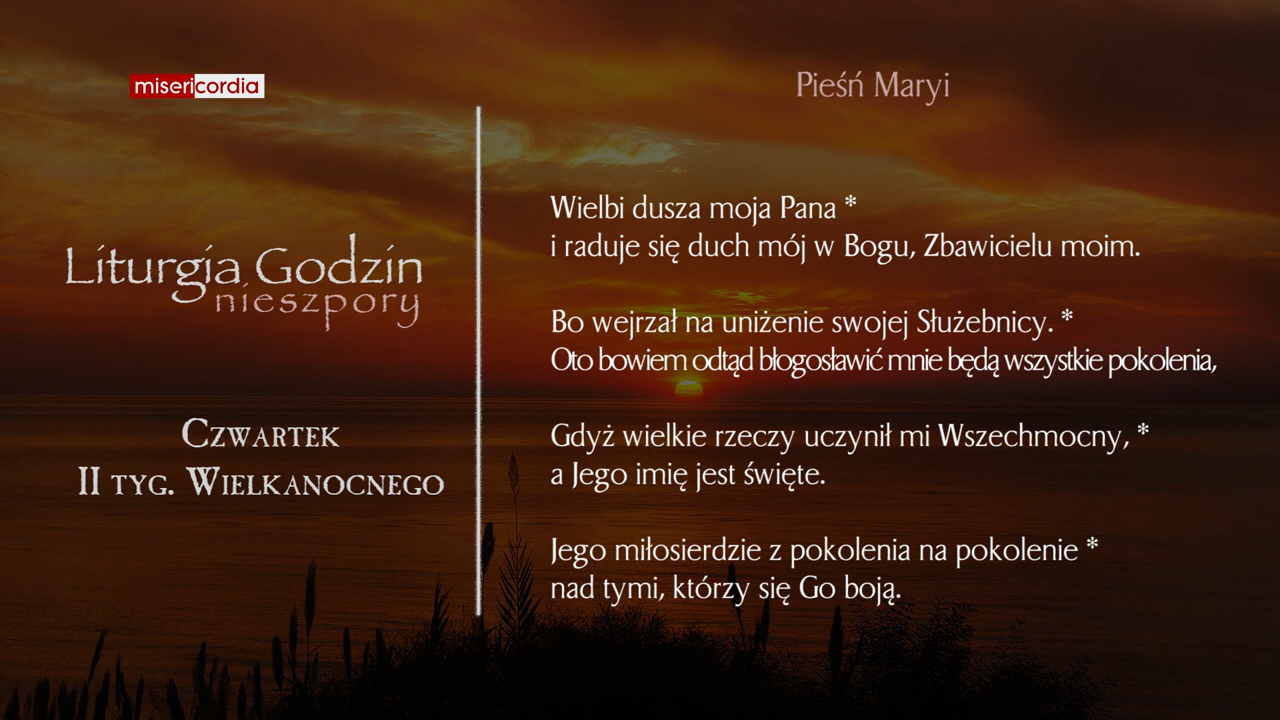 misericordia
Liturgia Godzin
nieszpory
Czwartek
II tyg. Wielkanocnego
Pieśń Maryi
Wielbi dusza moja Pana *
i raduje się duch mój w Bogu, Zbawicielu moim.
Bo wejrzał na uniżenie swojej Służebnicy. *
Oto bowiem odtąd błogosławić mnie będą wszystkie pokolenia,
Gdyż wielkie rzeczy uczynił mi Wszechmocny, *
a Jego imię jest święte.
Jego miłosierdzie z pokolenia na pokolenie *
nad tymi, którzy się Go boją.